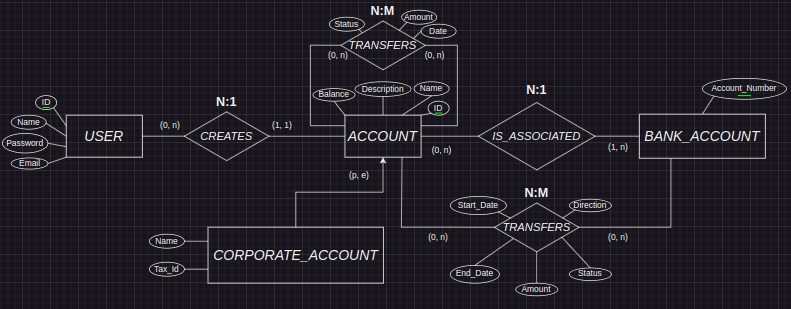 N:M
Status
Amount
Date
TRANSFERS
(0, n)
(0, n)
Balance
Description
Name
ID
N:1
N:1
Account_Number
ID
Name
Password
Email
USER
(0, n)
CREATES
(1, 1)
ACCOUNT
(0, n)
IS_ASSOCIATED
(1, n)
BANK_ACCOUNT
(p, e)
N:M
Start_Date
Direction
TRANSFERS
(0, n)
(0, n)
End_Date
Amount
Status
Name
Tax_Id
CORPORATE_ACCOUNT